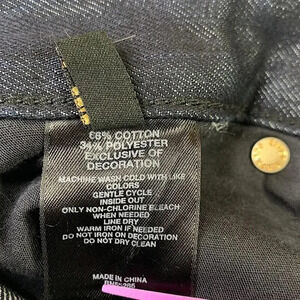 66% COTTON
34% POLYESTER
EXCLUSIVE OF
DECORATION
MACHINE WASH COLD WITH LIKE
COLORS
GENTLE CYCLE
INSIDE OUT
ONLY NON-CHLORINE BLEACH
WHEN NEEDED
LINE DRY
WARM IRON IF NEEDED
DO NOT IRON ON DECORATION
DO NOT DRY CLEAN
MADE IN CHINA